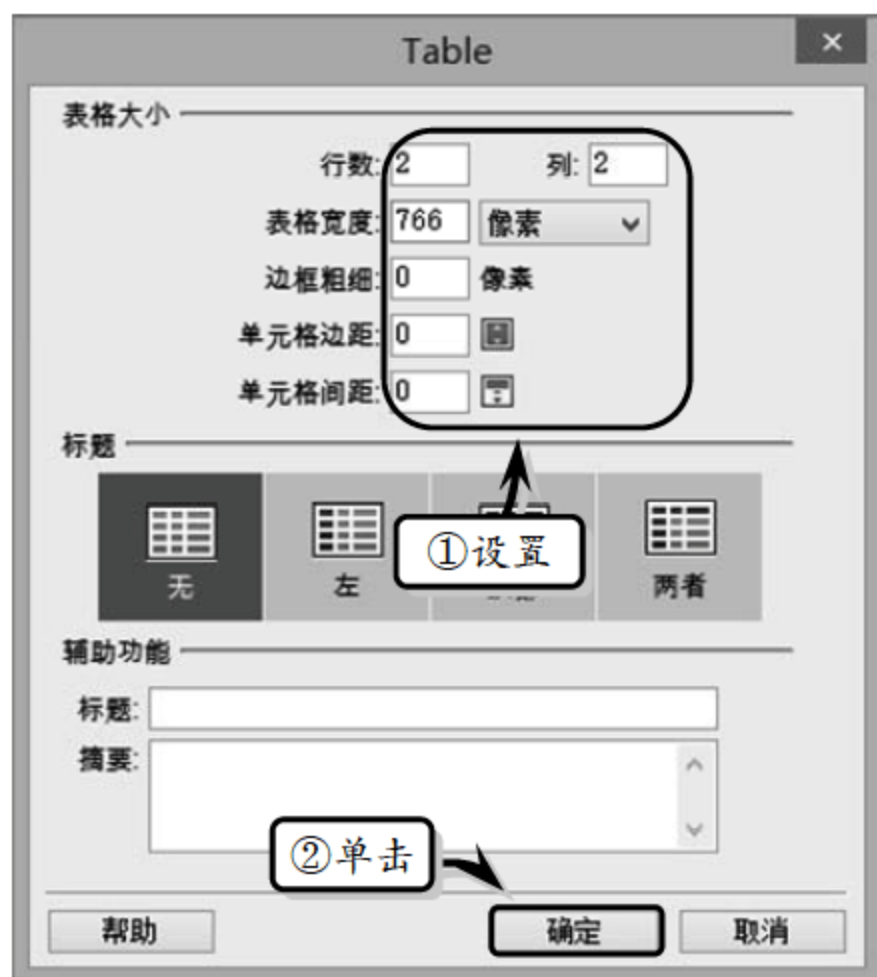 Table
表格大小
行数: 2 列: 2
表格宽度: 766 像素
边框粗细: 0 像素
单元格边距: 0
单元格间距: 0
标题
①设置
无 左 两者
辅助功能
标题:
摘要:
②单击
帮助 确定 取消